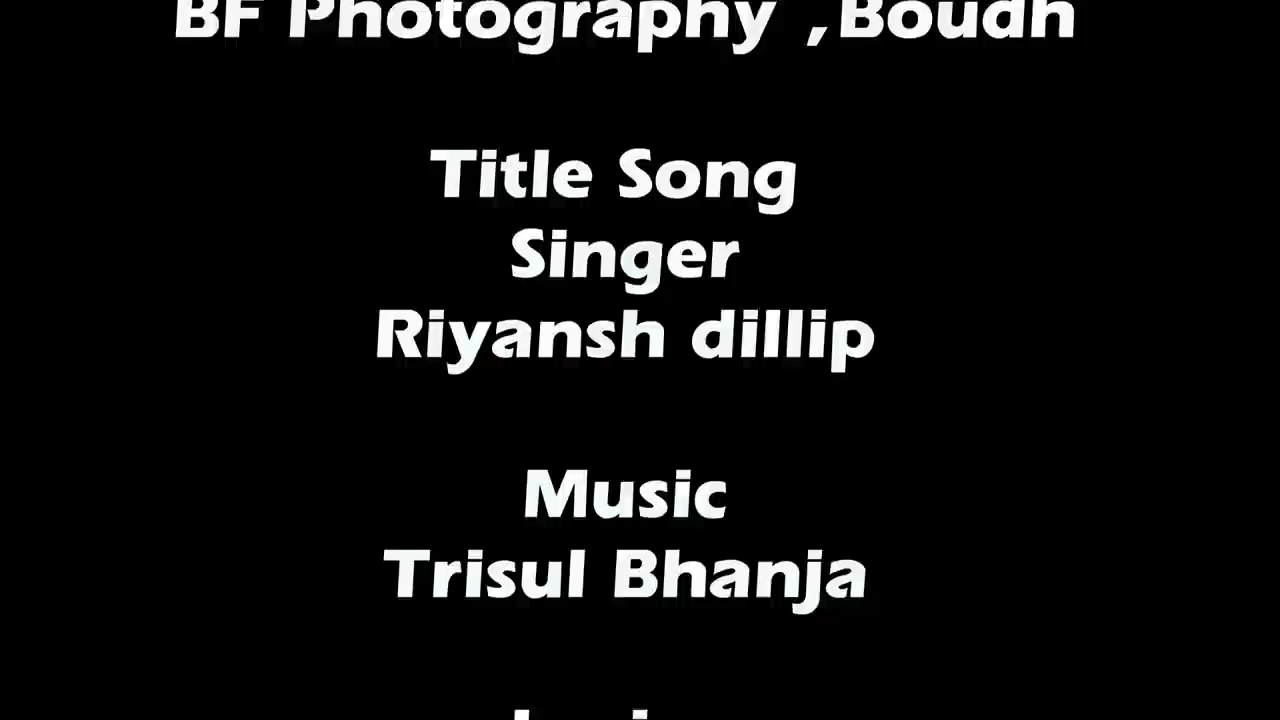 BF Photography ,Boudh
Title Song
Singer
Riyansh dillip
Music
Trisul Bhanja